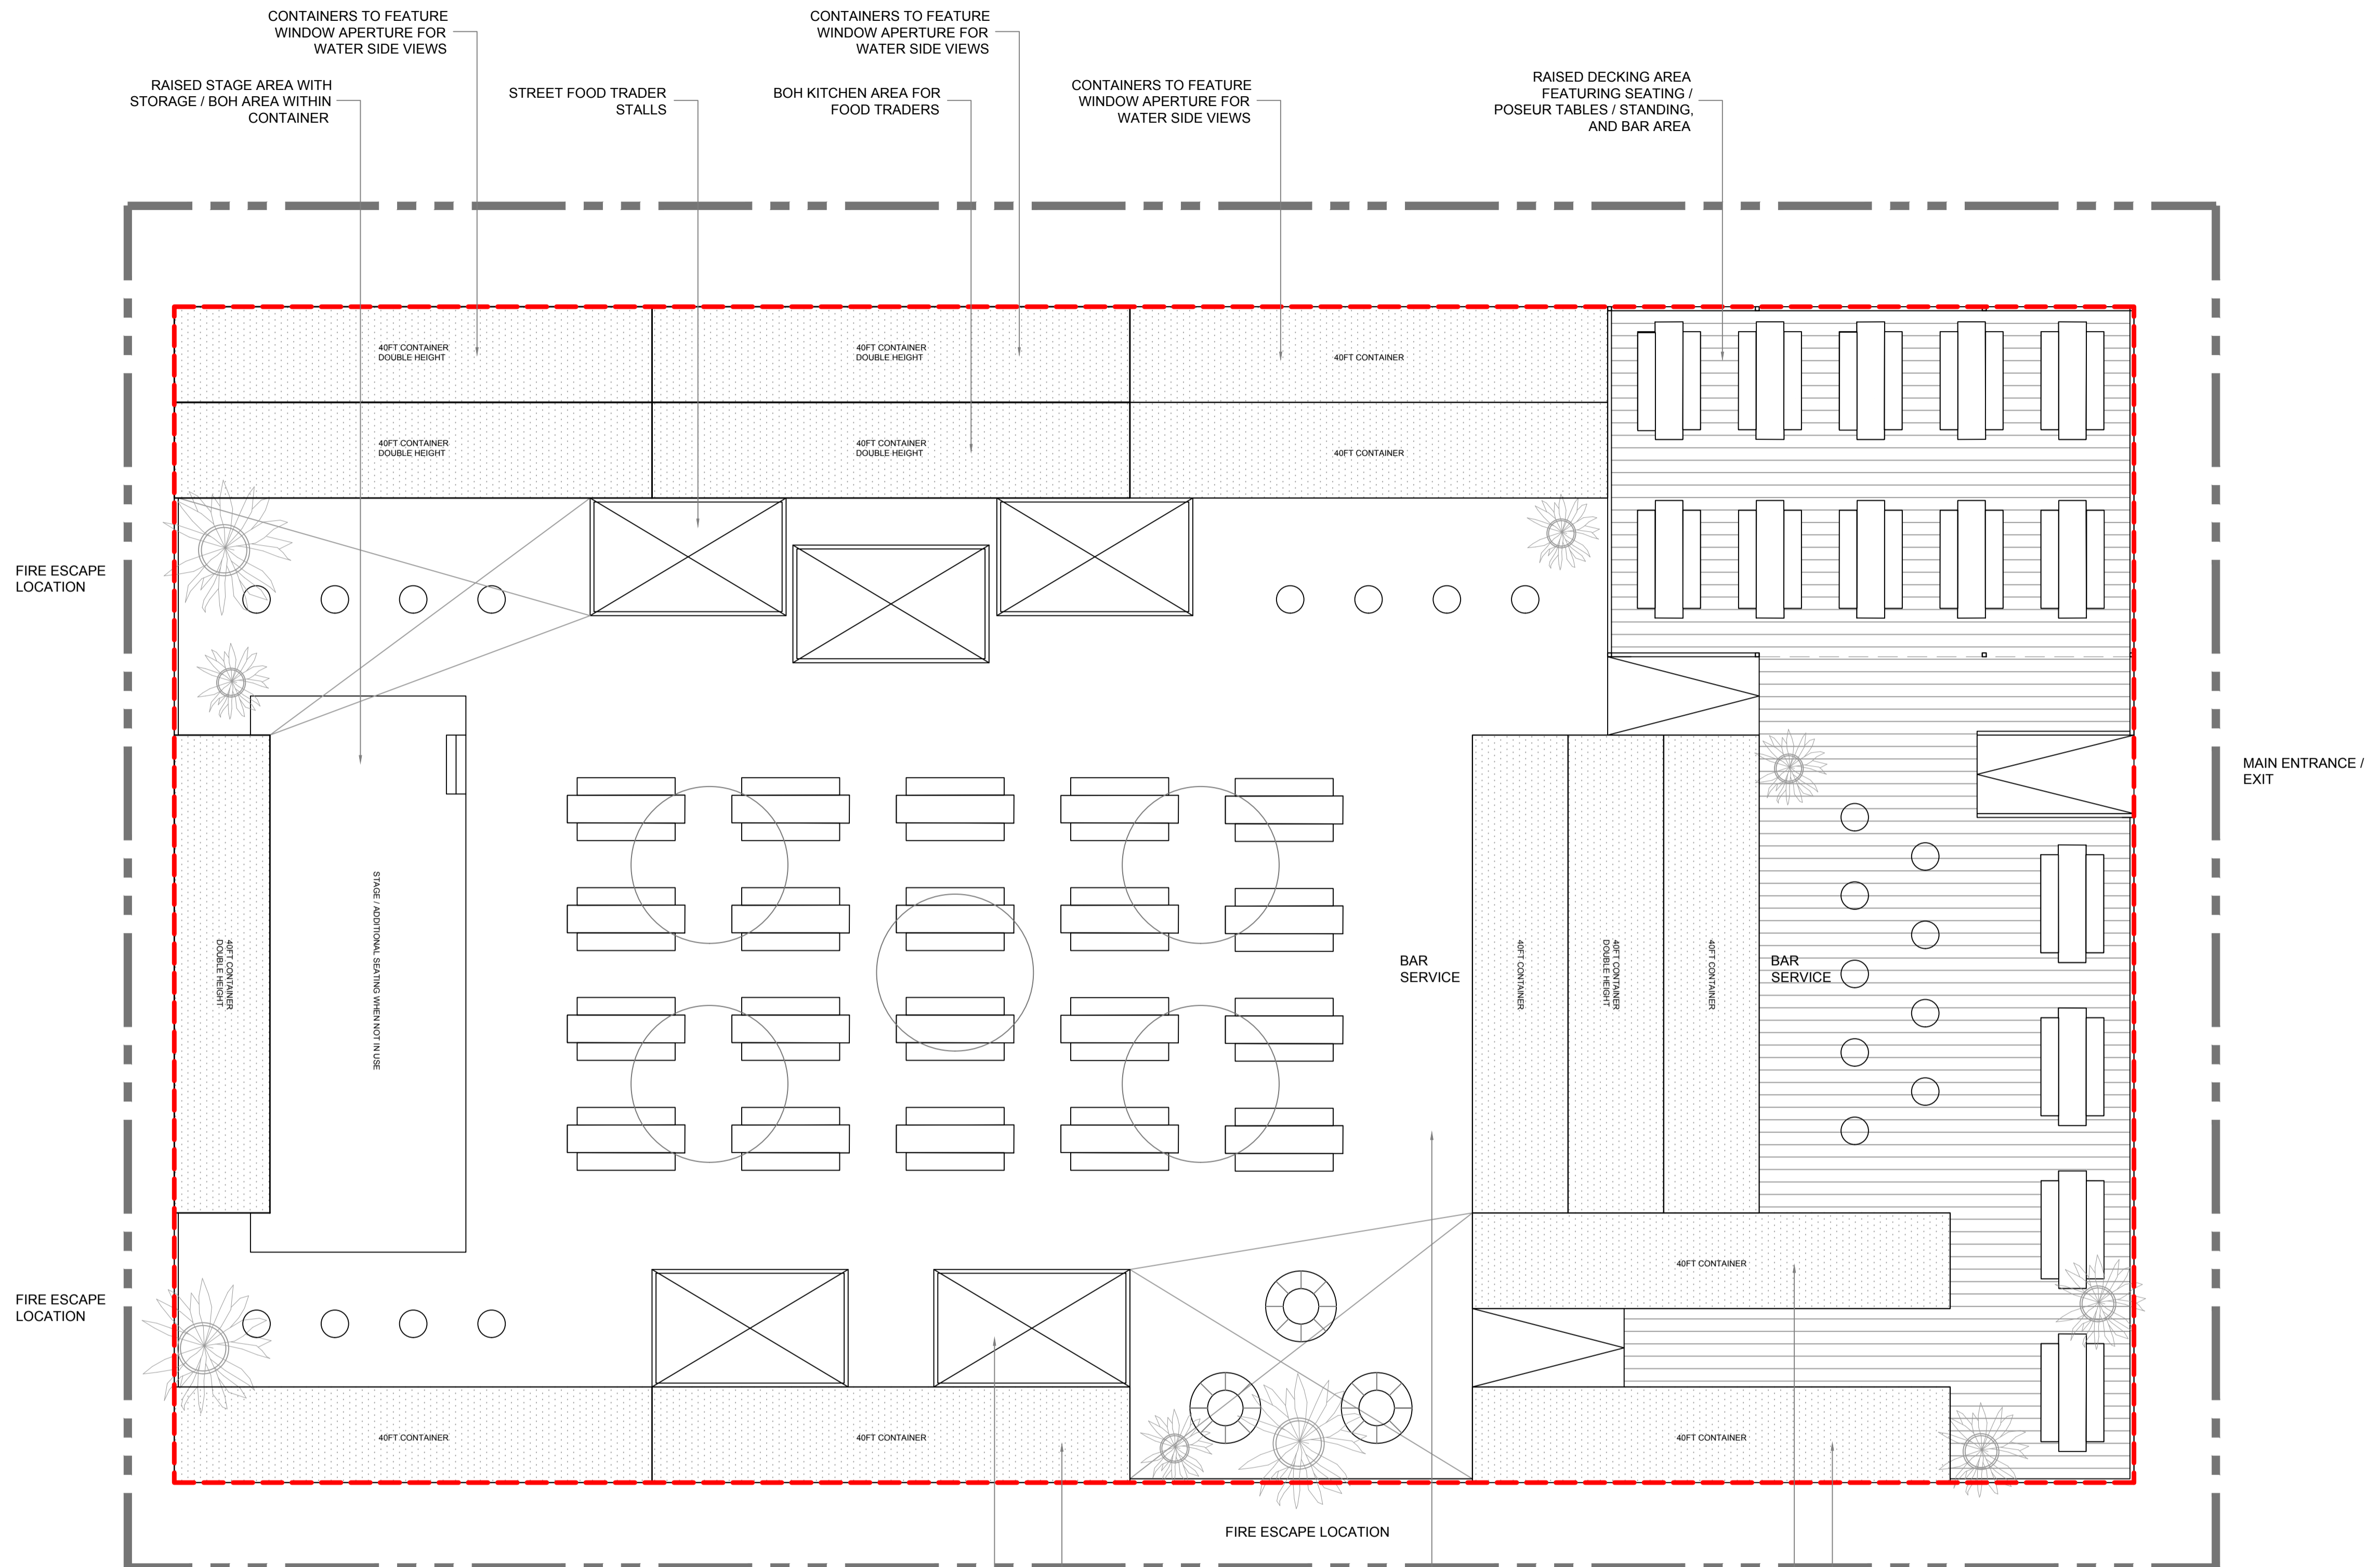 CONTAINERS TO FEATURE
WINDOW APERTURE FOR
WATER SIDE VIEWS
CONTAINERS TO FEATURE
WINDOW APERTURE FOR
WATER SIDE VIEWS
RAISED STAGE AREA WITH
STORAGE / BOH AREA WITHIN
CONTAINER
STREET FOOD TRADER
STALLS
BOH KITCHEN AREA FOR
FOOD TRADERS
CONTAINERS TO FEATURE
WINDOW APERTURE FOR
WATER SIDE VIEWS
RAISED DECKING AREA
FEATURING SEATING /
POSEUR TABLES / STANDING,
AND BAR AREA
40FT CONTAINER
DOUBLE HEIGHT
40FT CONTAINER
DOUBLE HEIGHT
40FT CONTAINER
40FT CONTAINER
DOUBLE HEIGHT
40FT CONTAINER
DOUBLE HEIGHT
40FT CONTAINER
FIRE ESCAPE
LOCATION
MAIN ENTRANCE /
EXIT
40FT CONTAINER
DOUBLE HEIGHT
STAGE / ADDITIONAL SEATING WHEN NOT IN USE
BAR
SERVICE
40FT CONTAINER
40FT CONTAINER
DOUBLE HEIGHT
40FT CONTAINER
BAR
SERVICE
40FT CONTAINER
FIRE ESCAPE
LOCATION
40FT CONTAINER
40FT CONTAINER
40FT CONTAINER
FIRE ESCAPE LOCATION